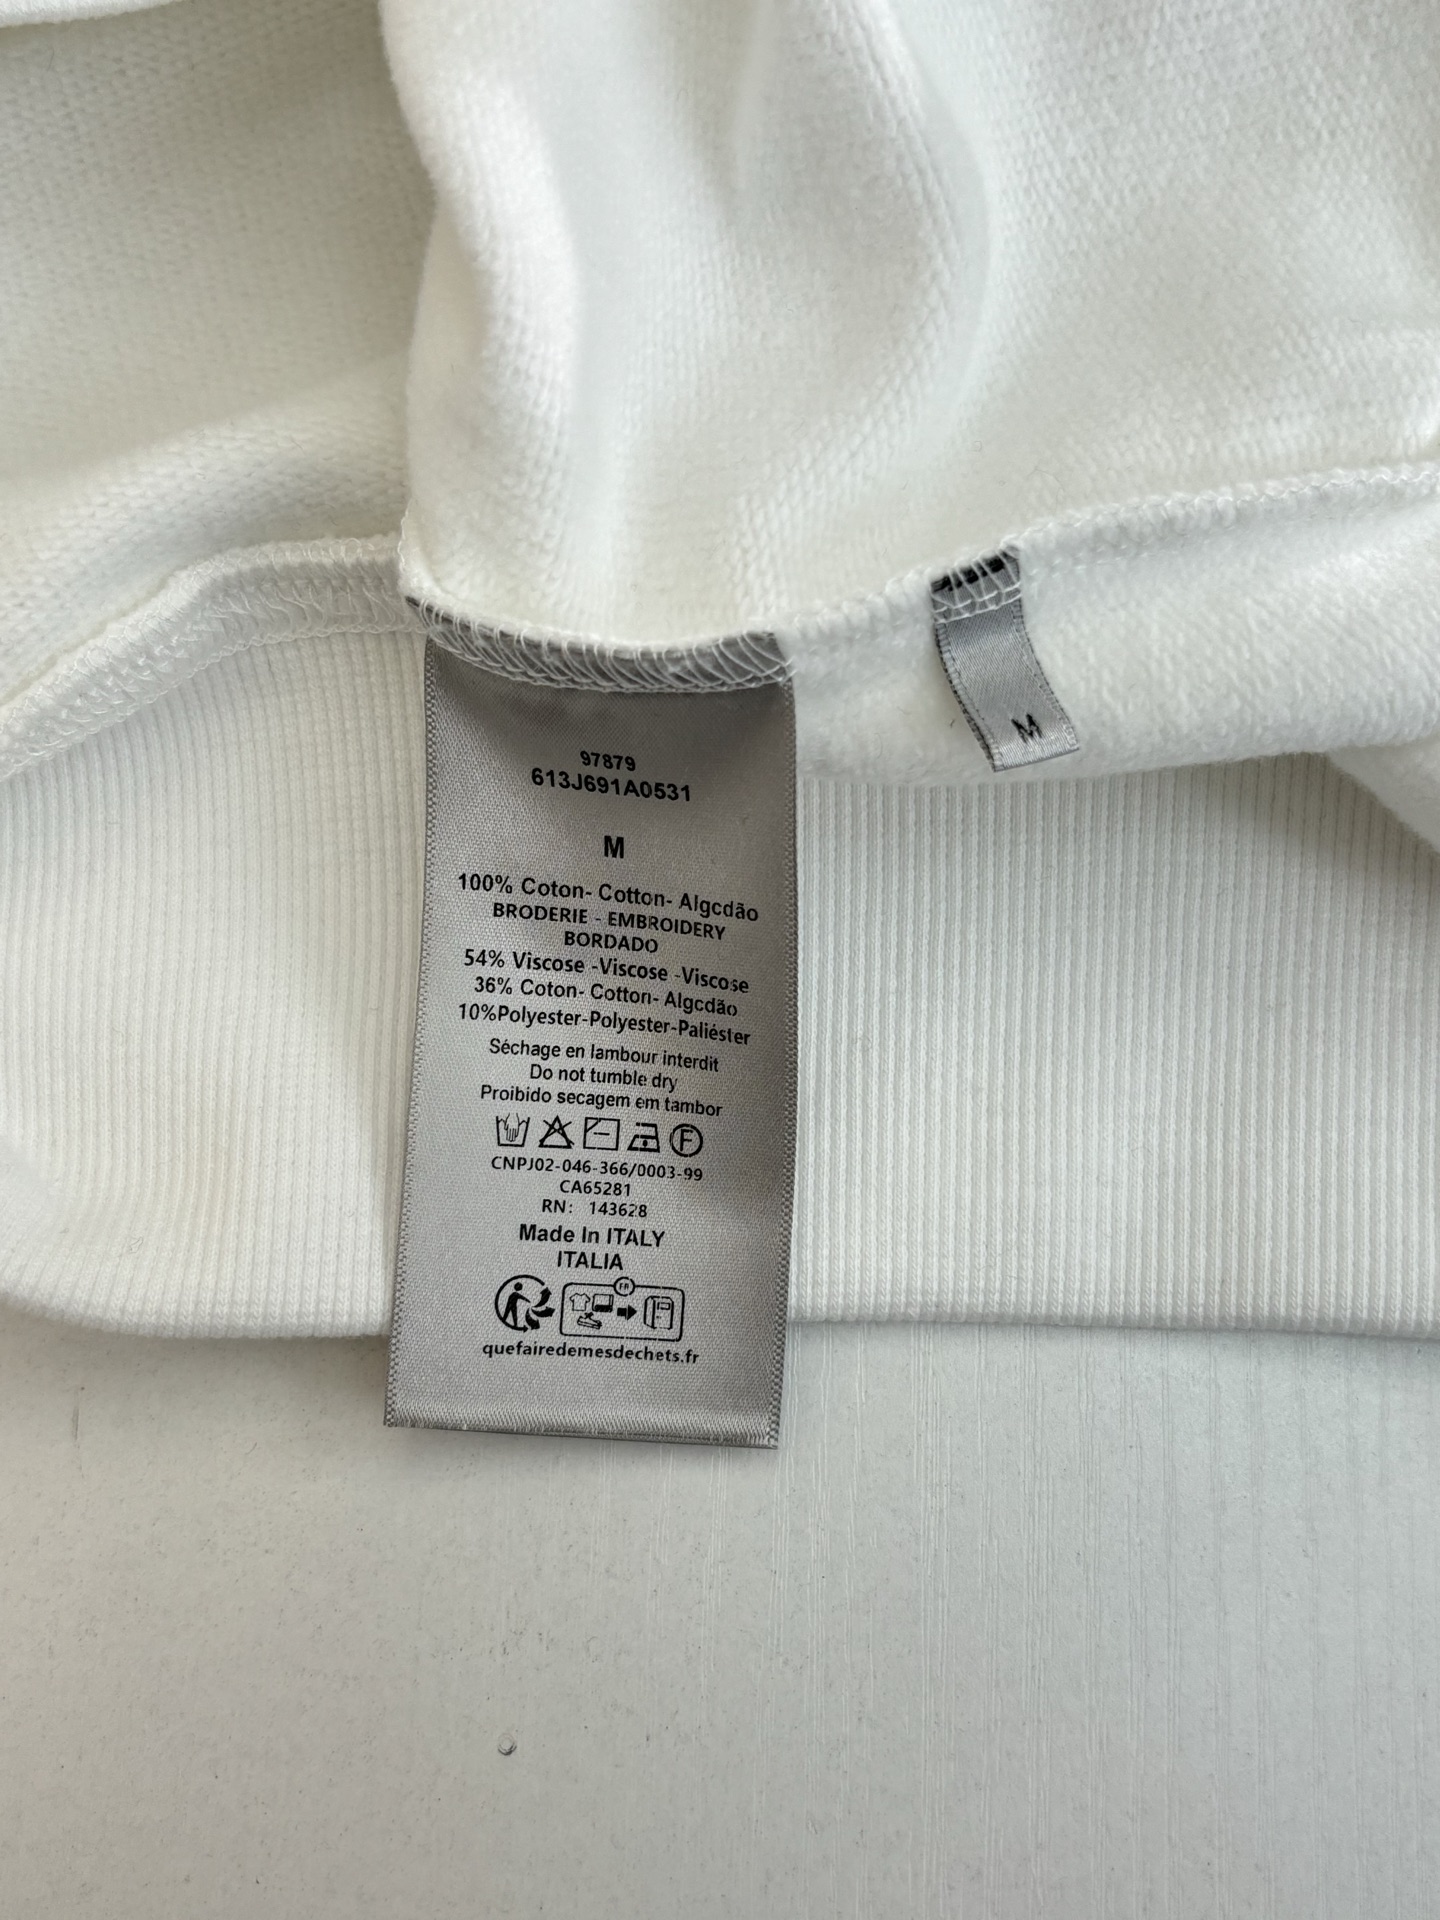 97879
613J691A0531
M
100% Coton- Cotton- Algcdão
BRODERIE - EMBROIDERY
BORDADO
54% Viscose -Viscose -Viscose
36% Coton- Cotton- Algcdão
10%Polyester-Polyester-Paliéster
Séchage en lambour interdit
Do not tumble dry
Proibido secagem em tambor
F
CNPJ02-046-366/0003-99
CA65281
RN: 143628
Made In ITALY
ITALIA
FR
quefairedemesdechets.fr
M